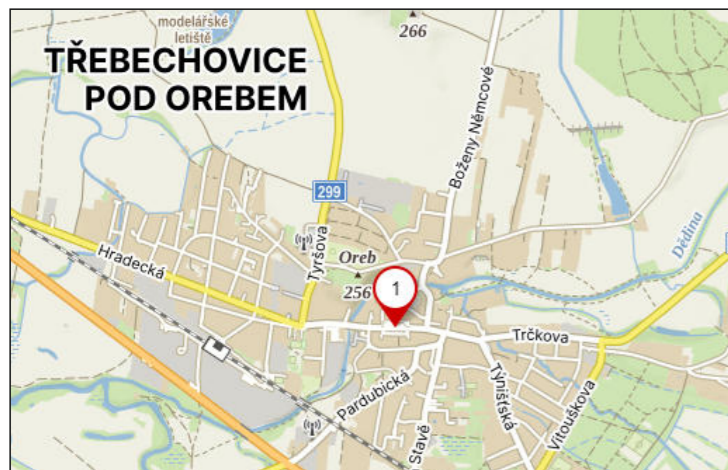 modelářské
letiště
266
TŘEBECHOVICE
POD OREBEM
Boženy Němcové
299
Dědina
Tyršova
Hradecká
Oreb
256
1
Trčkova
Pardubická
Týnišťská
Vitouškova
Stavě